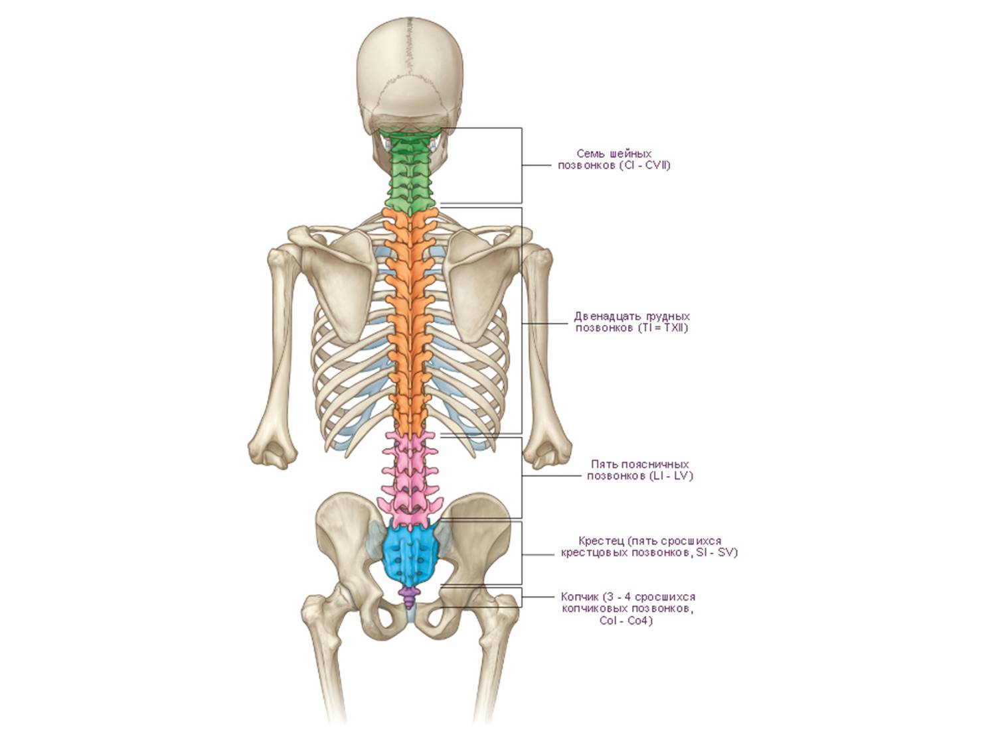 Семь шейных
позвонков (CI - CVII)
Двенадцать грудных
позвонков (TI = TXII)
Пять поясничных
позвонков (LI - LV)
Крестец (пять сросшихся
крестцовых позвонков, SI - SV)
Копчик (3 - 4 сросшихся
копчиковых позвонков,
CoI - Co4)